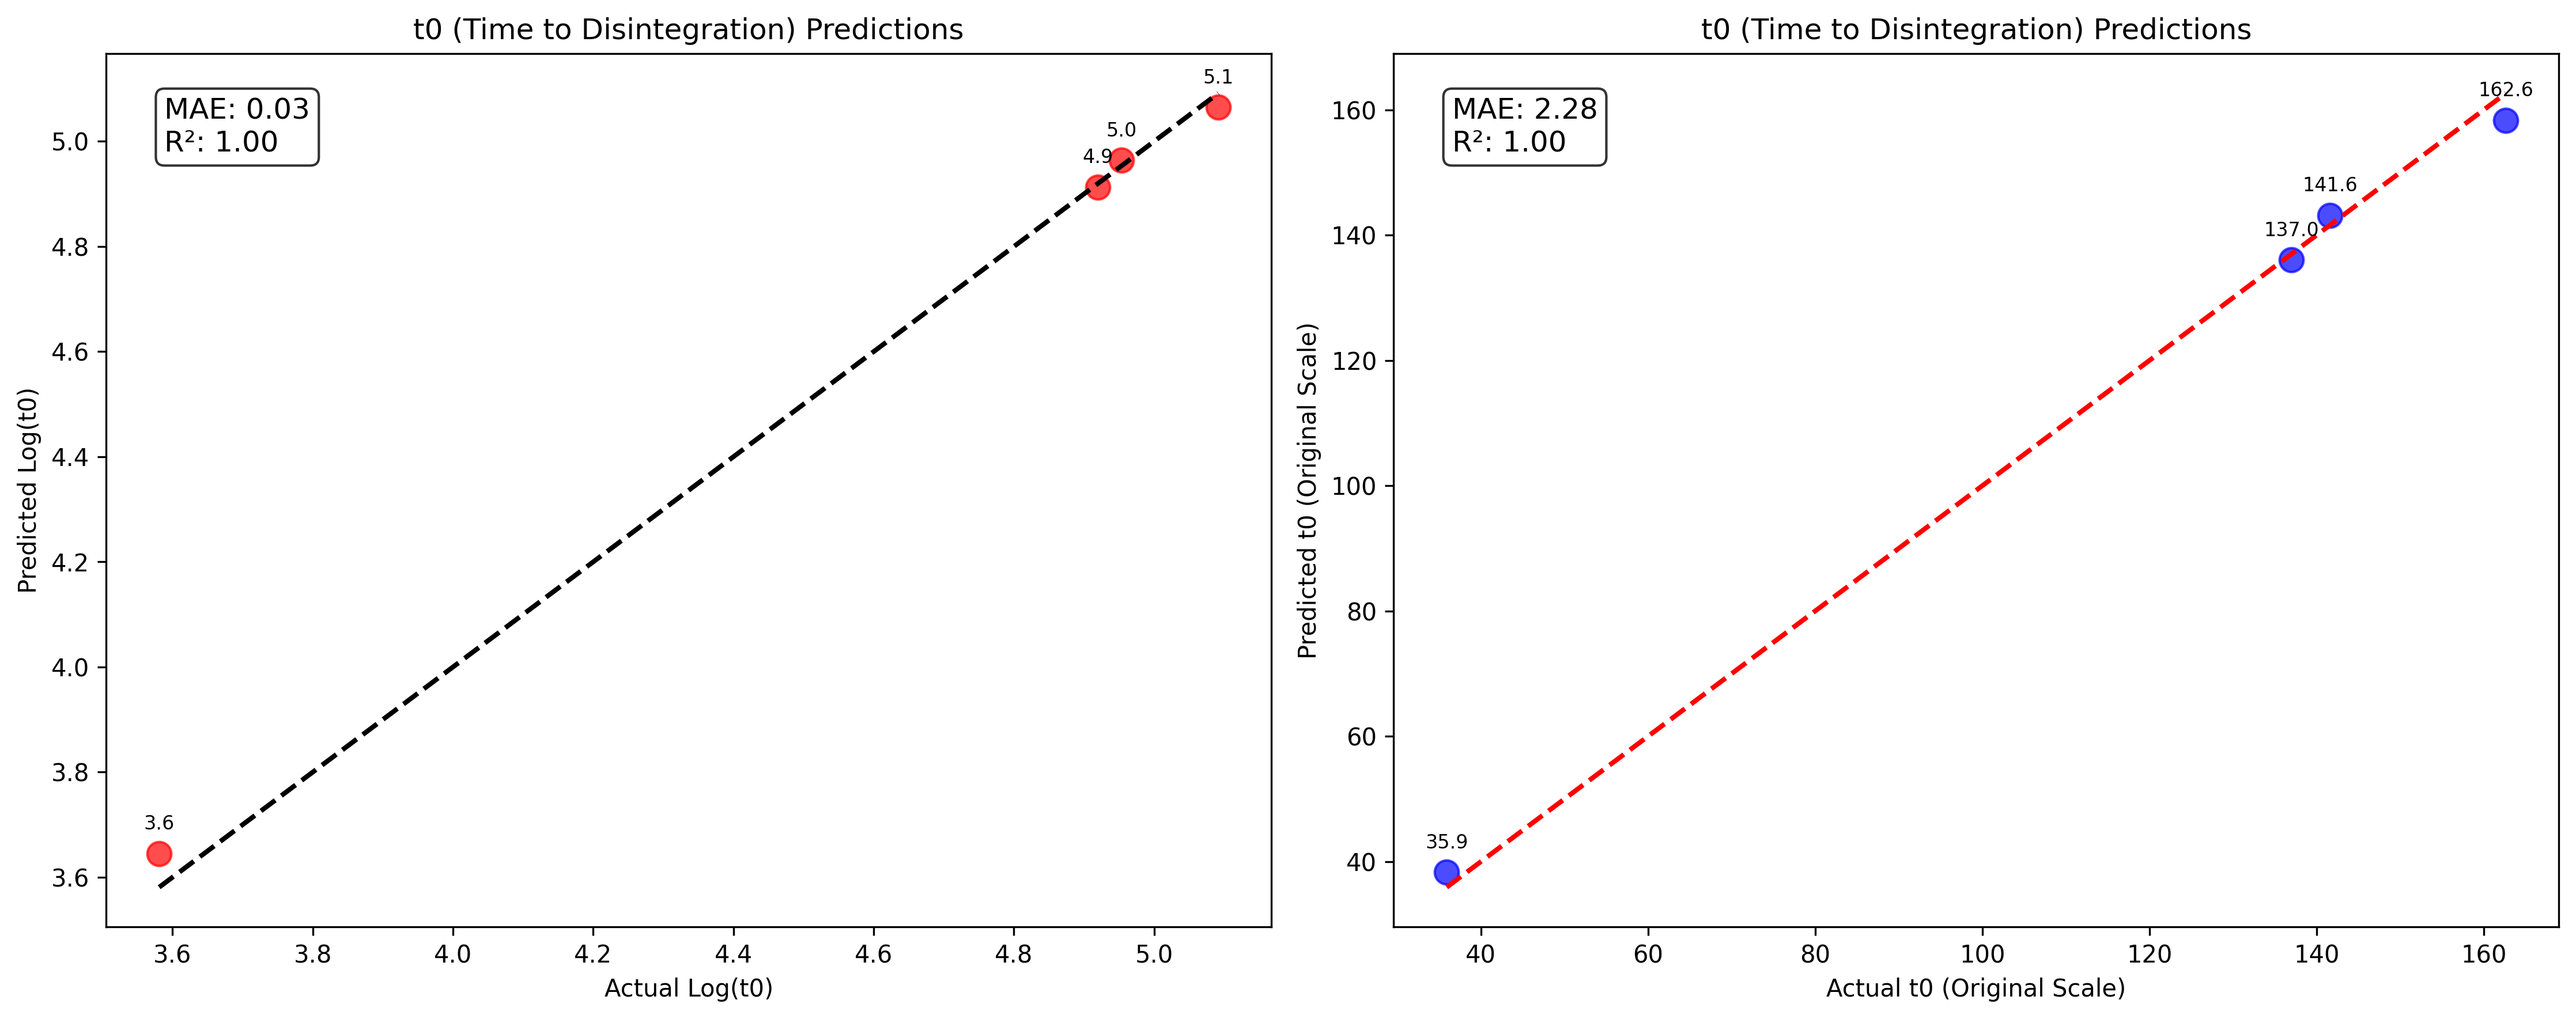 t0 (Time to Disintegration) Predictions
MAE: 0.03
R²: 1.00
5.1
5.0
4.9
3.6
5.0
4.8
4.6
4.4
4.2
4.0
3.8
3.6
Predicted Log(t0)
3.6 3.8 4.0 4.2 4.4 4.6 4.8 5.0
Actual Log(t0)
t0 (Time to Disintegration) Predictions
MAE: 2.28
R²: 1.00
162.6
141.6
137.0
35.9
160
140
120
100
80
60
40
Predicted t0 (Original Scale)
40 60 80 100 120 140 160
Actual t0 (Original Scale)